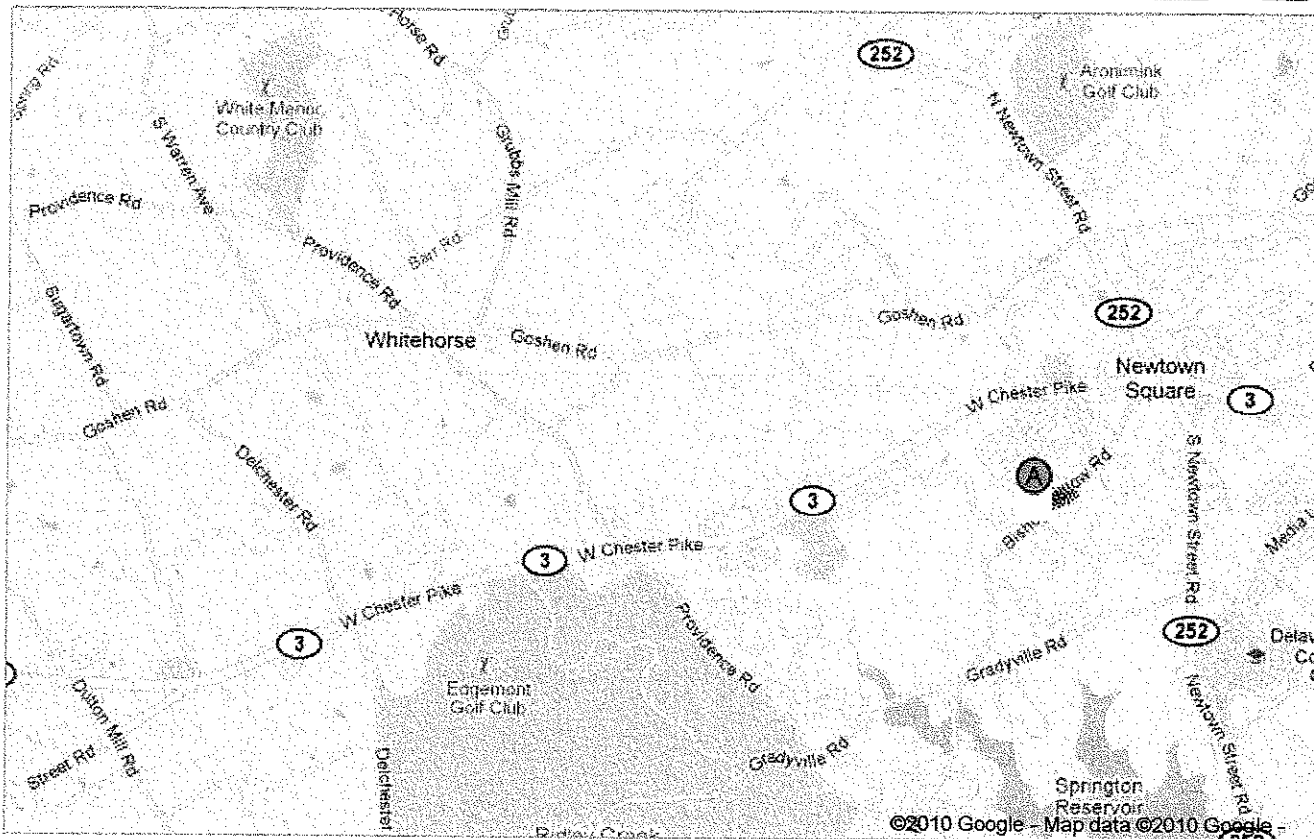 Horse Rd
252
Aronimink
Golf Club
White Manor
Country Club
S Warren Ave
Grubbs Mill Rd
N Newtown Street Rd
Providence Rd
Providence Rd
Barr Rd
Sugartown Rd
Whitehorse
Goshen Rd
Goshen Rd
252
Newtown
Square
W Chester Pike
3
Goshen Rd
Delchester Rd
A
S Newtown Street Rd
3
W Chester Pike
3
W Chester Pike
3
Providence Rd
252
Gradyville Rd
Edgemont
Golf Club
Dutton Mill Rd
Street Rd
Newtown Street Rd
Gradyville Rd
Springton
Reservoir
©2010 Google - Map data ©2010 Google -